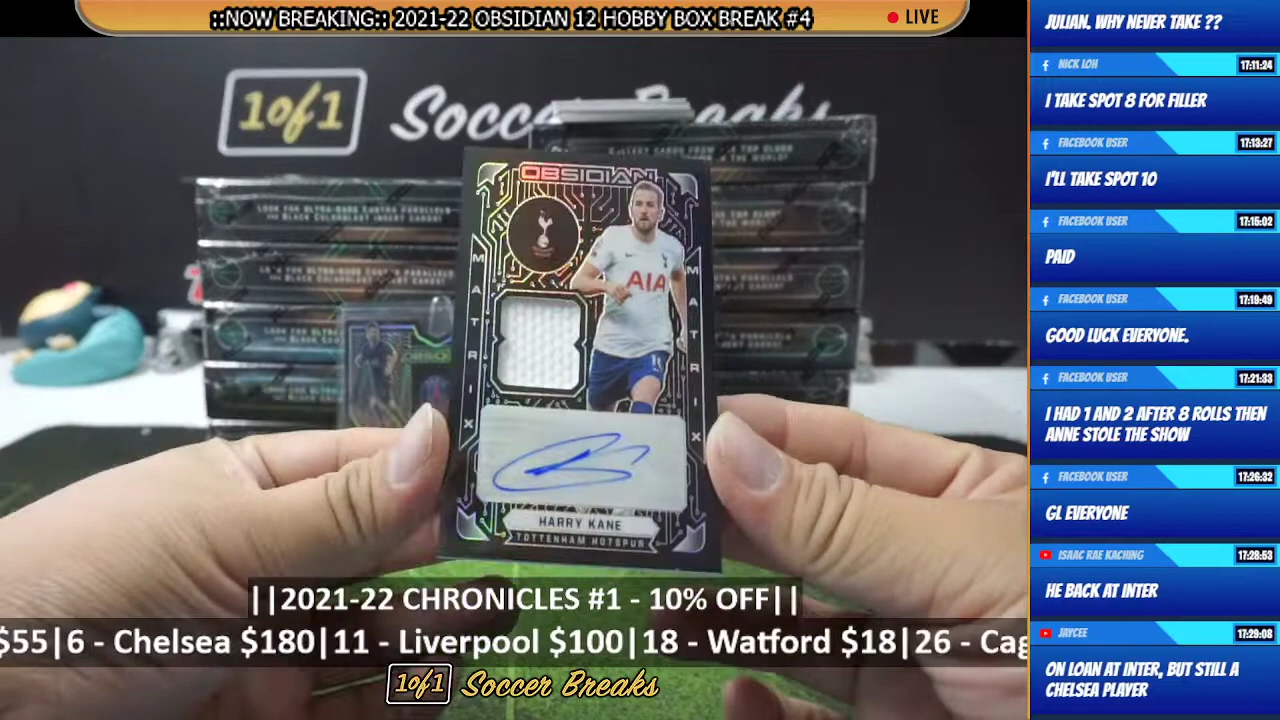 ::NOW BREAKING:: 2021-22 OBSIDIAN 12 HOBBY BOX BREAK #4
LIVE
1of1 Soccer Breaks
OBSIDIAN
MATRIX
MATRIX
AIA
HARRY KANE
TOTTENHAM HOTSPUR
||2021-22 CHRONICLES #1 - 10% OFF||
$55|6 - Chelsea $180|11 - Liverpool $100|18 - Watford $18|26 - Cag
1of1 Soccer Breaks
JULIAN. WHY NEVER TAKE ??
NICK LOH 17:11:24
I TAKE SPOT 8 FOR FILLER
FACEBOOK USER 17:13:27
I'LL TAKE SPOT 10
FACEBOOK USER 17:15:02
PAID
FACEBOOK USER 17:19:49
GOOD LUCK EVERYONE.
FACEBOOK USER 17:21:33
I HAD 1 AND 2 AFTER 8 ROLLS THEN
ANNE STOLE THE SHOW
FACEBOOK USER 17:26:32
GL EVERYONE
ISAAC RAE KACHING 17:28:53
HE BACK AT INTER
JAYCEE 17:29:08
ON LOAN AT INTER, BUT STILL A
CHELSEA PLAYER